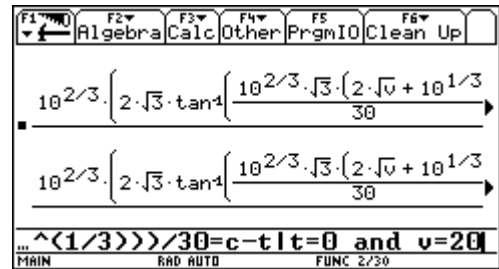 F1 F2 Algebra F3 Calc F4 Other F5 PrgmIO F6 Clean Up
10^2/3·(2·√3·tan⁻¹(10^2/3·√3·(2·√v + 10^1/3
30
10^2/3·(2·√3·tan⁻¹(10^2/3·√3·(2·√v + 10^1/3
30
…^(1/3)))/30=c-t|t=0 and v=20
MAIN RAD AUTO FUNC 2/30